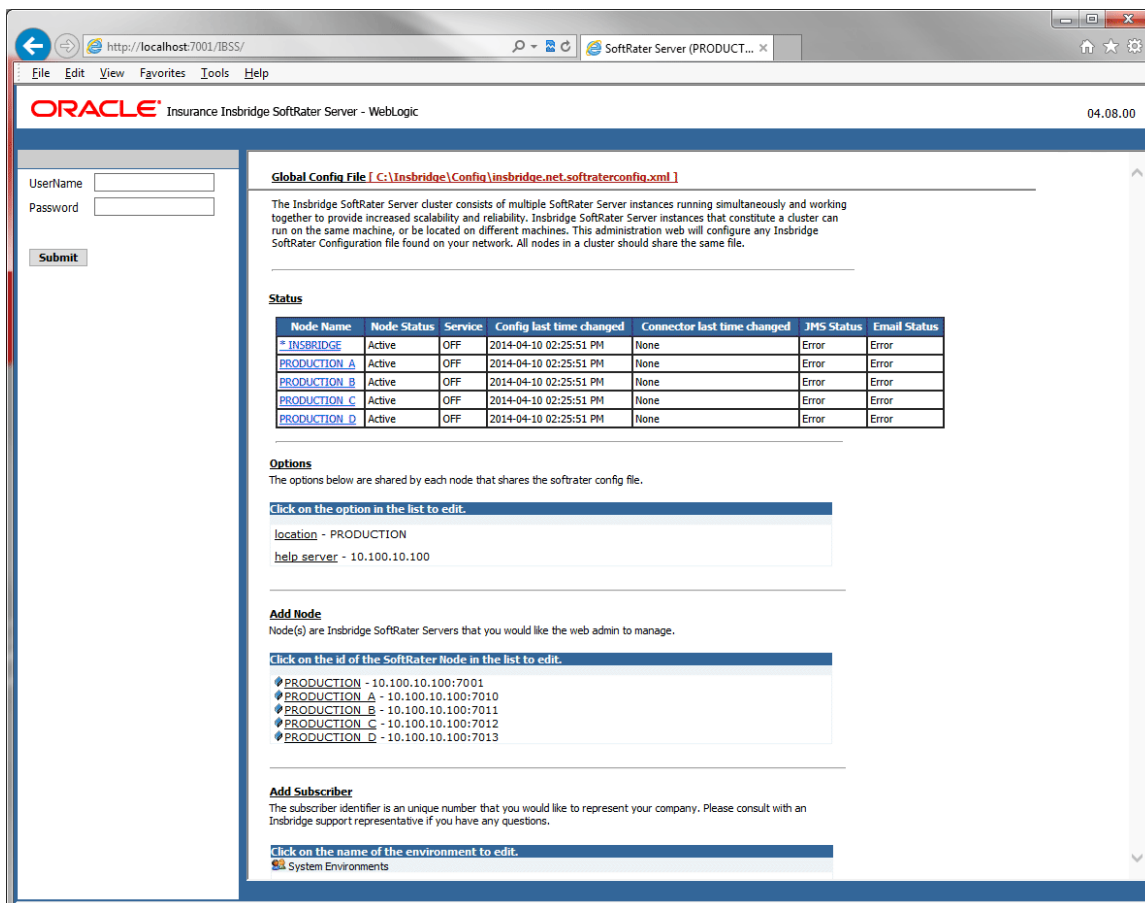 http://localhost:7001/IBSS/
SoftRater Server (PRODUCT...
File Edit View Favorites Tools Help
ORACLE Insurance Insbridge SoftRater Server - WebLogic
04.08.00
UserName
Password
Submit
Global Config File [ C:\Insbridge\Config\insbridge.net.softraterconfig.xml ]
The Insbridge SoftRater Server cluster consists of multiple SoftRater Server instances running simultaneously and working
together to provide increased scalability and reliability. Insbridge SoftRater Server instances that constitute a cluster can
run on the same machine, or be located on different machines. This administration web will configure any Insbridge
SoftRater Configuration file found on your network. All nodes in a cluster should share the same file.
Status
Node Name Node Status Service Config last time changed Connector last time changed JMS Status Email Status
* INSBRIDGE Active OFF 2014-04-10 02:25:51 PM None Error Error
PRODUCTION_A Active OFF 2014-04-10 02:25:51 PM None Error Error
PRODUCTION_B Active OFF 2014-04-10 02:25:51 PM None Error Error
PRODUCTION_C Active OFF 2014-04-10 02:25:51 PM None Error Error
PRODUCTION_D Active OFF 2014-04-10 02:25:51 PM None Error Error
Options
The options below are shared by each node that shares the softrater config file.
Click on the option in the list to edit.
location - PRODUCTION
help server - 10.100.10.100
Add Node
Node(s) are Insbridge SoftRater Servers that you would like the web admin to manage.
Click on the id of the SoftRater Node in the list to edit.
PRODUCTION - 10.100.10.100:7001
PRODUCTION_A - 10.100.10.100:7010
PRODUCTION_B - 10.100.10.100:7011
PRODUCTION_C - 10.100.10.100:7012
PRODUCTION_D - 10.100.10.100:7013
Add Subscriber
The subscriber identifier is an unique number that you would like to represent your company. Please consult with an
Insbridge support representative if you have any questions.
Click on the name of the environment to edit.
System Environments